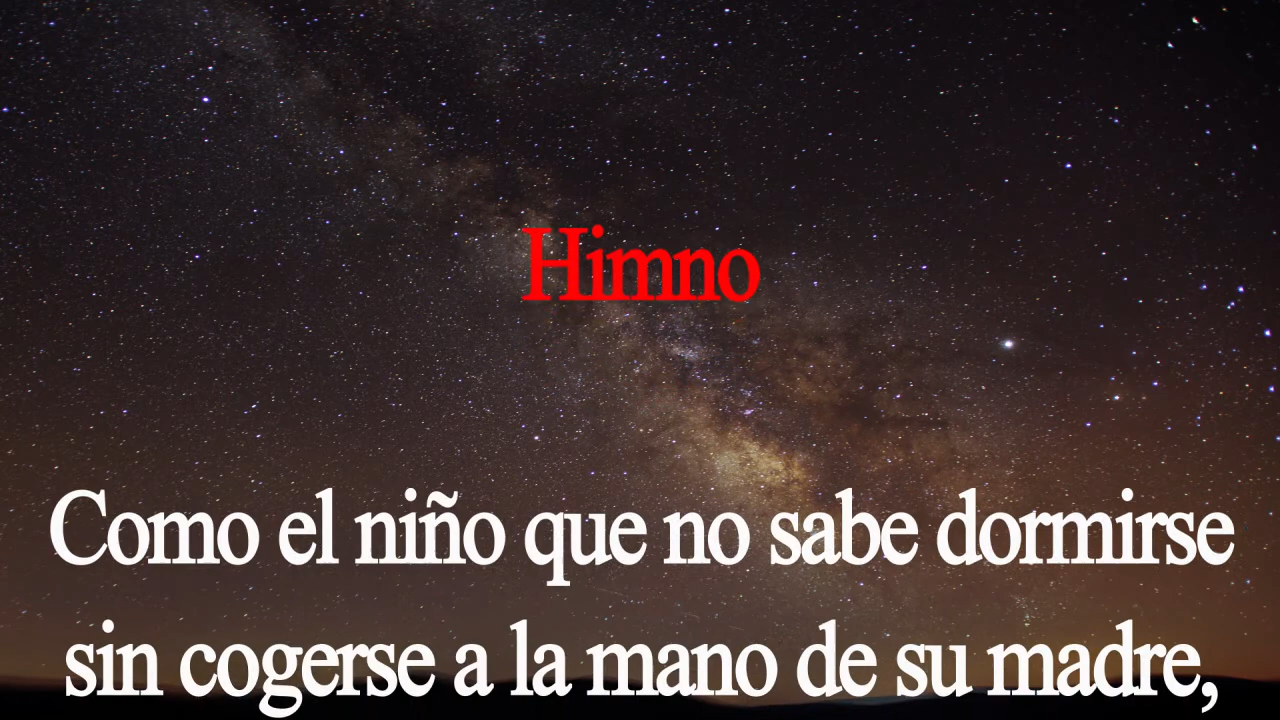 Himno
Como el niño que no sabe dormirse
sin cogerse a la mano de su madre,